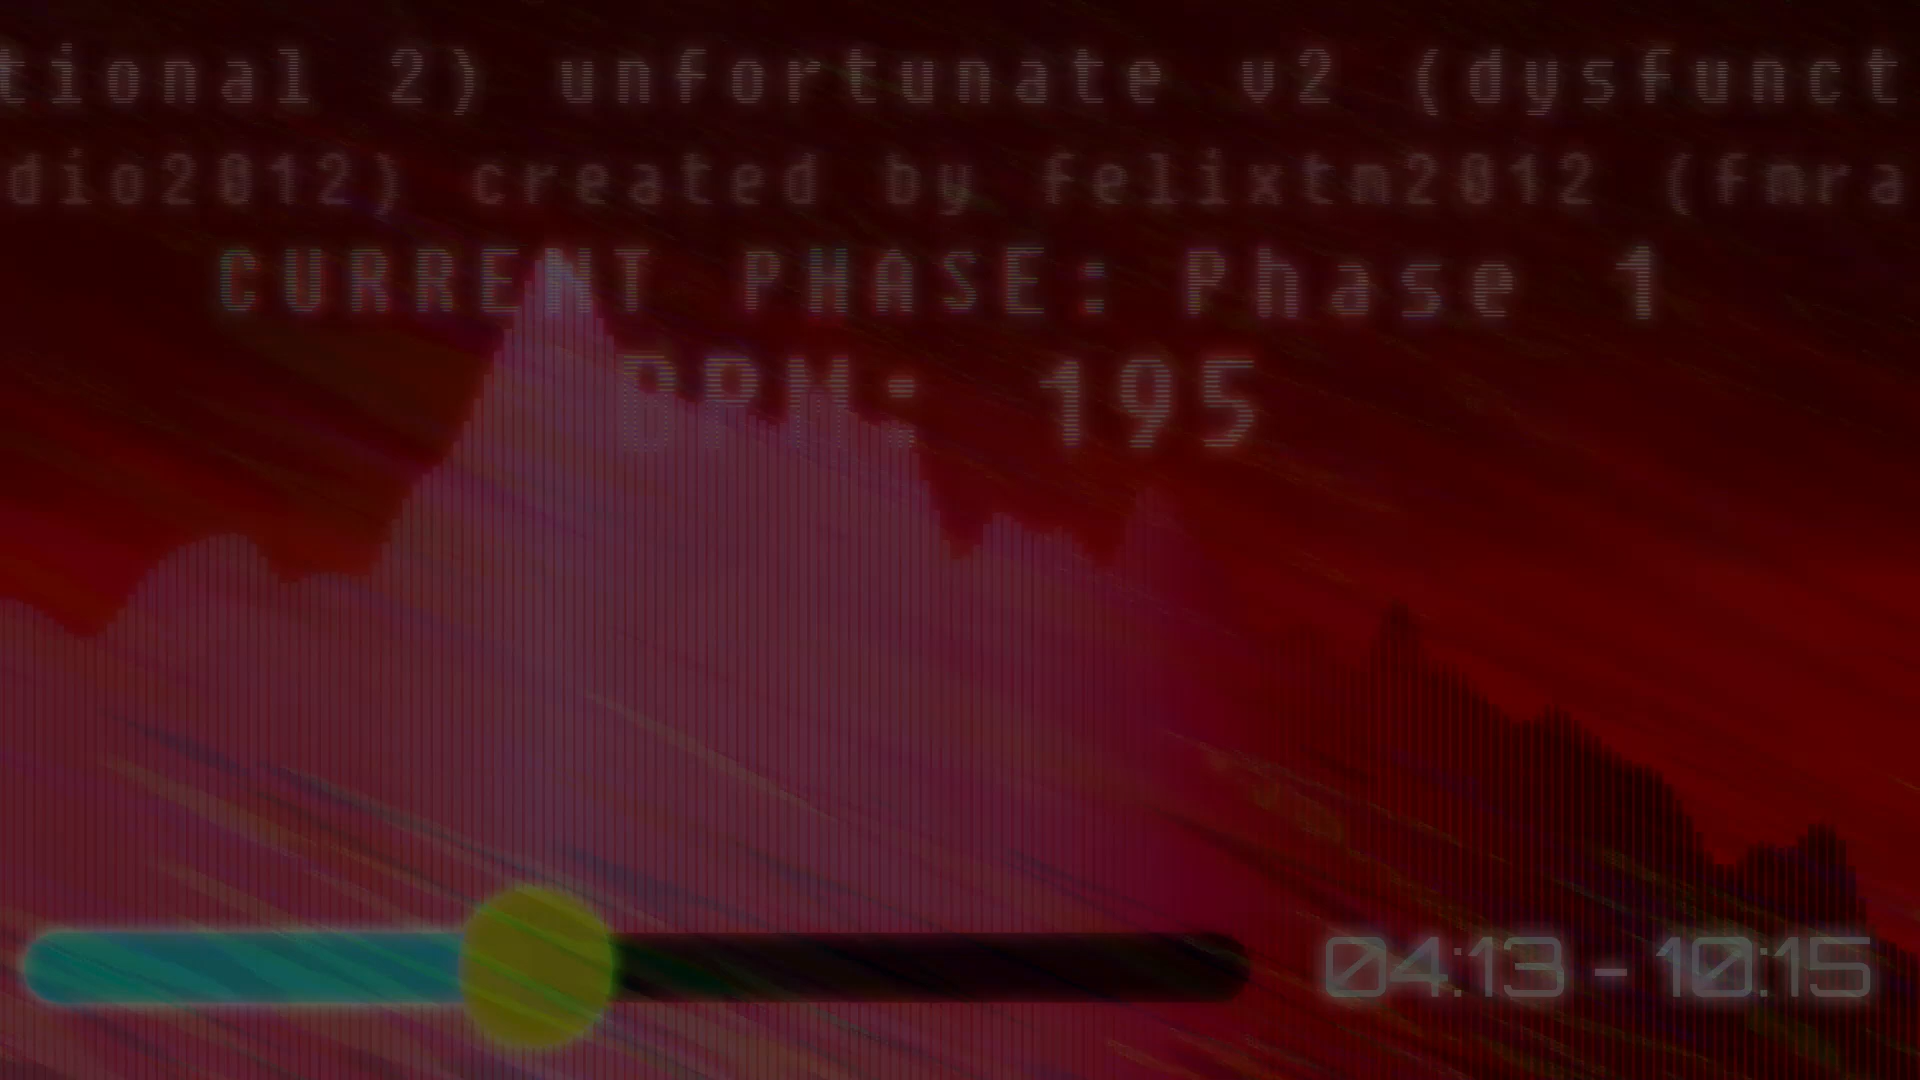 tional 2) unfortunate v2 (dysfunct
dio2012) created by felixtm2012 (fmra
CURRENT PHASE: Phase 1
BPM: 195
04:13 - 10:15